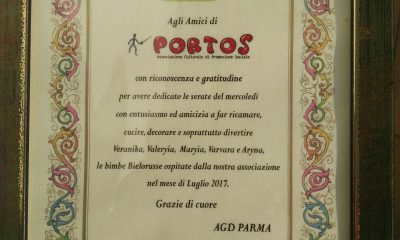 Agli Amici di
PORTOS
Associazione Culturale di Promozione Sociale
con riconoscenza e gratitudine
per avere dedicato le serate del mercoledì
con entusiasmo ed amicizia a far ricamare,
cucire, decorare e soprattutto divertire
Veranika, Valeryia, Maryia, Varvara e Aryna,
le bimbe Bielorusse ospitate dalla nostra associazione
nel mese di Luglio 2017.
Grazie di cuore
AGD PARMA